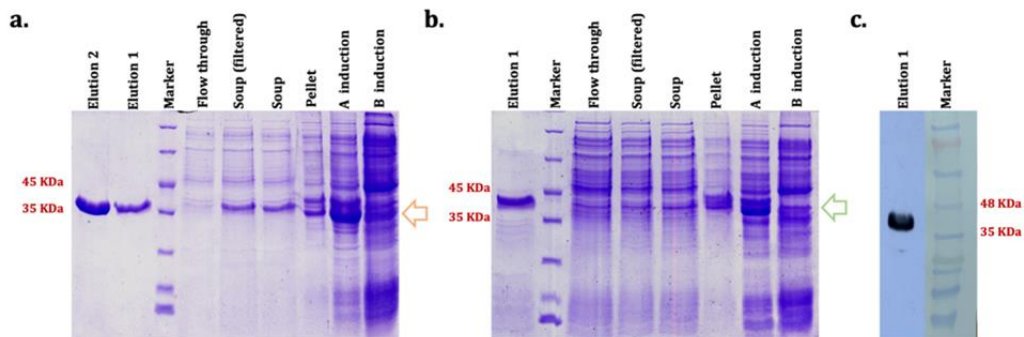 a.
Elution 2
Elution 1
Marker
Flow through
Soup (filtered)
Soup
Pellet
A induction
B induction
45 KDa
35 KDa
b.
Elution 1
Marker
Flow through
Soup (filtered)
Soup
Pellet
A induction
B induction
45 KDa
35 KDa
c.
Elution 1
Marker
48 KDa
35 KDa